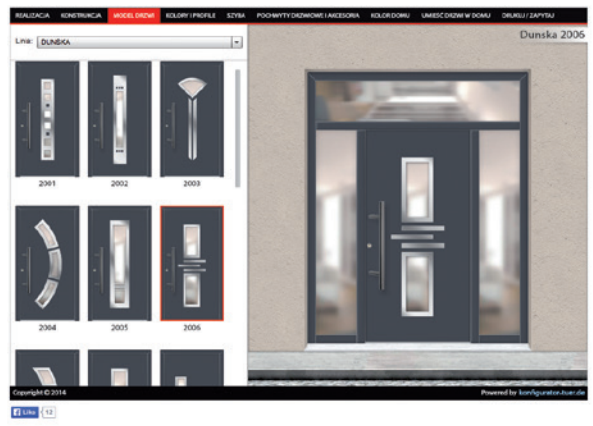 REALIZACJA KONSTRUKCJA MODEL DRZWI KOLORY I PROFILE SZYBA POCHWYTY DRZWIOWE I AKCESORIA KOLOR DOMU UMIEŚĆ DRZWI W DOMU DRUKUJ / ZAPYTAJ
Linia: DUŃSKA
Dunska 2006
2001 2002 2003
2004 2005 2006
Copyright © 2014 Powered by konfigurator-tuer.de
f Like 12